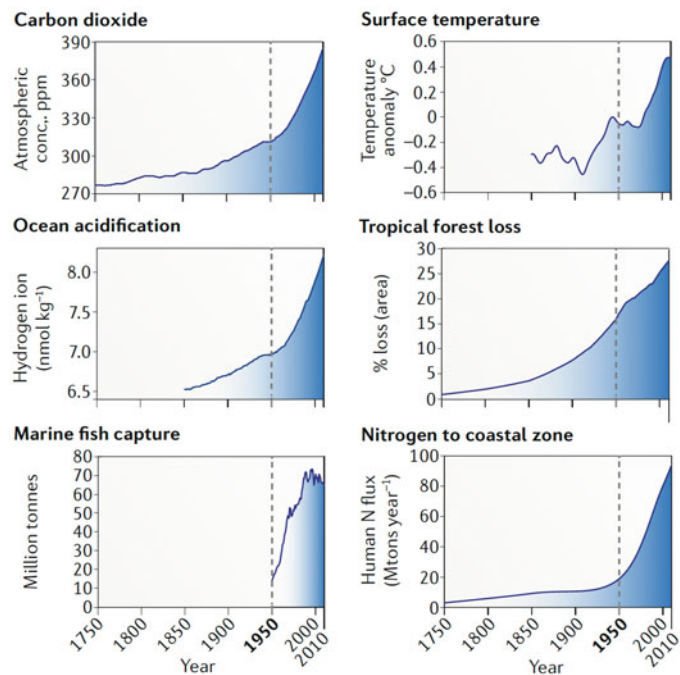 Carbon dioxide
Atmospheric
conc., ppm
390
360
330
300
270
Surface temperature
Temperature
anomaly °C
0.6
0.4
0.2
0
−0.2
−0.4
−0.6
Ocean acidification
Hydrogen ion
(nmol kg⁻¹)
8.0
7.5
7.0
6.5
Tropical forest loss
% loss (area)
30
25
20
15
10
5
0
Marine fish capture
Million tonnes
80
70
60
50
40
30
20
10
0
1750
1800
1850
1900
1950
2000
2010
Year
Nitrogen to coastal zone
Human N flux
(Mtons year⁻¹)
100
80
60
40
20
0
1750
1800
1850
1900
1950
2000
2010
Year